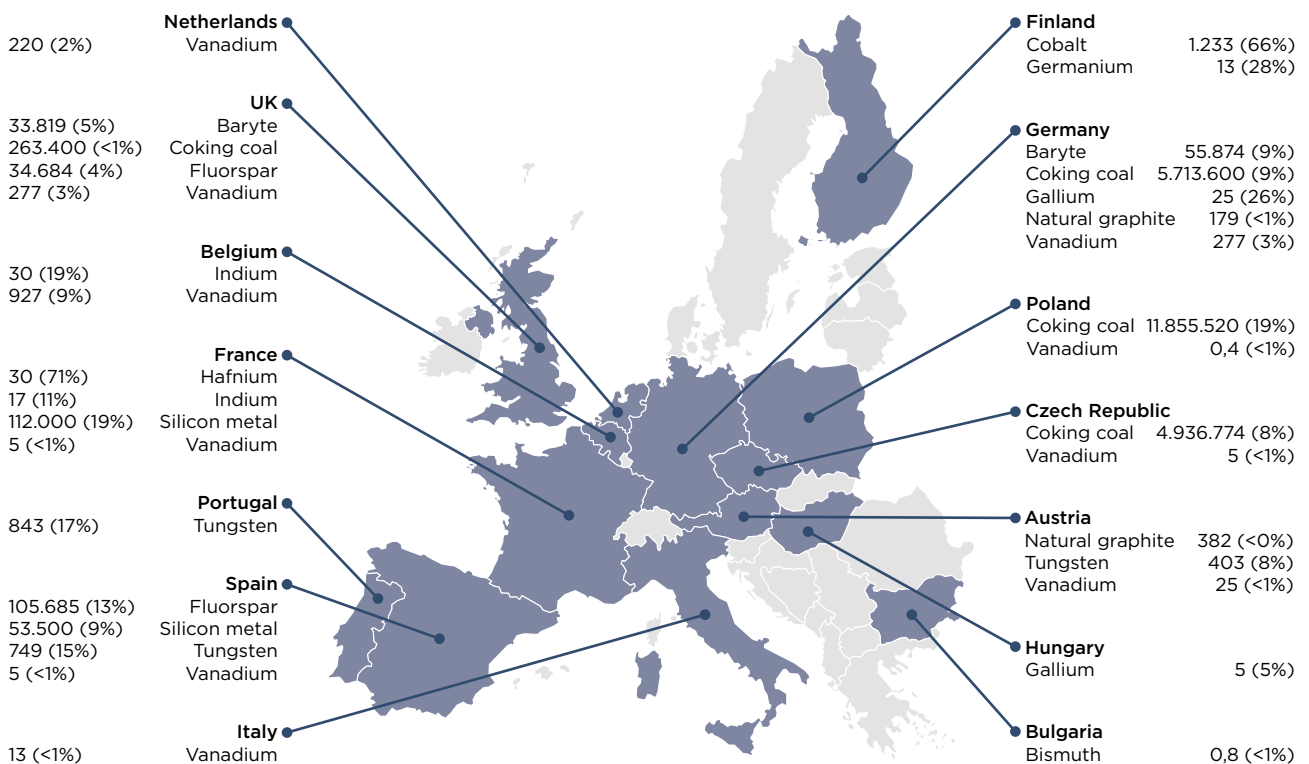 Netherlands
220 (2%) Vanadium
UK
33.819 (5%) Baryte
263.400 (<1%) Coking coal
34.684 (4%) Fluorspar
277 (3%) Vanadium
Belgium
30 (19%) Indium
927 (9%) Vanadium
France
30 (71%) Hafnium
17 (11%) Indium
112.000 (19%) Silicon metal
5 (<1%) Vanadium
Portugal
843 (17%) Tungsten
Spain
105.685 (13%) Fluorspar
53.500 (9%) Silicon metal
749 (15%) Tungsten
5 (<1%) Vanadium
Italy
13 (<1%) Vanadium
Finland
Cobalt 1.233 (66%)
Germanium 13 (28%)
Germany
Baryte 55.874 (9%)
Coking coal 5.713.600 (9%)
Gallium 25 (26%)
Natural graphite 179 (<1%)
Vanadium 277 (3%)
Poland
Coking coal 11.855.520 (19%)
Vanadium 0,4 (<1%)
Czech Republic
Coking coal 4.936.774 (8%)
Vanadium 5 (<1%)
Austria
Natural graphite 382 (<0%)
Tungsten 403 (8%)
Vanadium 25 (<1%)
Hungary
Gallium 5 (5%)
Bulgaria
Bismuth 0,8 (<1%)